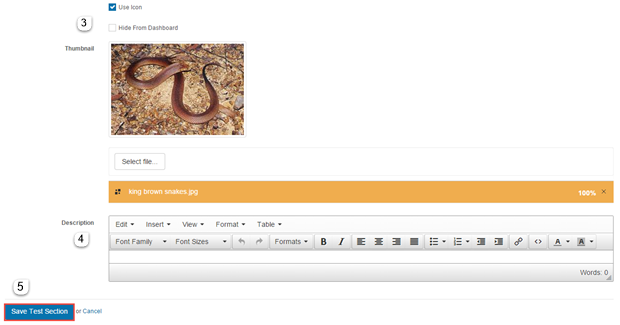 Use Icon
3
Hide From Dashboard
Thumbnail
Select file...
king brown snakes.jpg 100% ×
Description
Edit Insert View Format Table
4
Font Family Font Sizes Formats B I A A
Words: 0
5
Save Test Section or Cancel